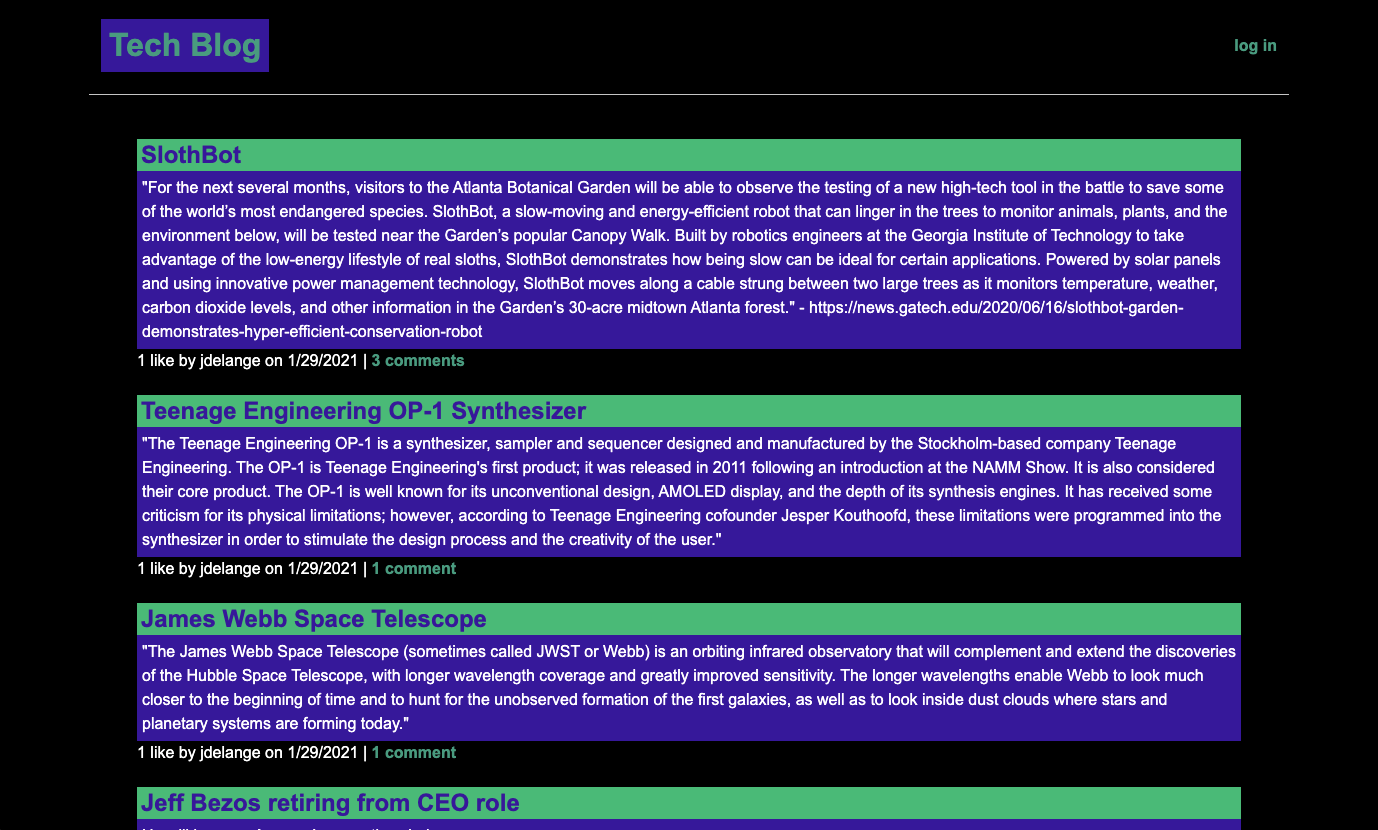 Tech Blog
log in
SlothBot
"For the next several months, visitors to the Atlanta Botanical Garden will be able to observe the testing of a new high-tech tool in the battle to save some
of the world’s most endangered species. SlothBot, a slow-moving and energy-efficient robot that can linger in the trees to monitor animals, plants, and the
environment below, will be tested near the Garden’s popular Canopy Walk. Built by robotics engineers at the Georgia Institute of Technology to take
advantage of the low-energy lifestyle of real sloths, SlothBot demonstrates how being slow can be ideal for certain applications. Powered by solar panels
and using innovative power management technology, SlothBot moves along a cable strung between two large trees as it monitors temperature, weather,
carbon dioxide levels, and other information in the Garden’s 30-acre midtown Atlanta forest." - https://news.gatech.edu/2020/06/16/slothbot-garden-
demonstrates-hyper-efficient-conservation-robot
1 like by jdelange on 1/29/2021 | 3 comments
Teenage Engineering OP-1 Synthesizer
"The Teenage Engineering OP-1 is a synthesizer, sampler and sequencer designed and manufactured by the Stockholm-based company Teenage
Engineering. The OP-1 is Teenage Engineering's first product; it was released in 2011 following an introduction at the NAMM Show. It is also considered
their core product. The OP-1 is well known for its unconventional design, AMOLED display, and the depth of its synthesis engines. It has received some
criticism for its physical limitations; however, according to Teenage Engineering cofounder Jesper Kouthoofd, these limitations were programmed into the
synthesizer in order to stimulate the design process and the creativity of the user."
1 like by jdelange on 1/29/2021 | 1 comment
James Webb Space Telescope
"The James Webb Space Telescope (sometimes called JWST or Webb) is an orbiting infrared observatory that will complement and extend the discoveries
of the Hubble Space Telescope, with longer wavelength coverage and greatly improved sensitivity. The longer wavelengths enable Webb to look much
closer to the beginning of time and to hunt for the unobserved formation of the first galaxies, as well as to look inside dust clouds where stars and
planetary systems are forming today."
1 like by jdelange on 1/29/2021 | 1 comment
Jeff Bezos retiring from CEO role